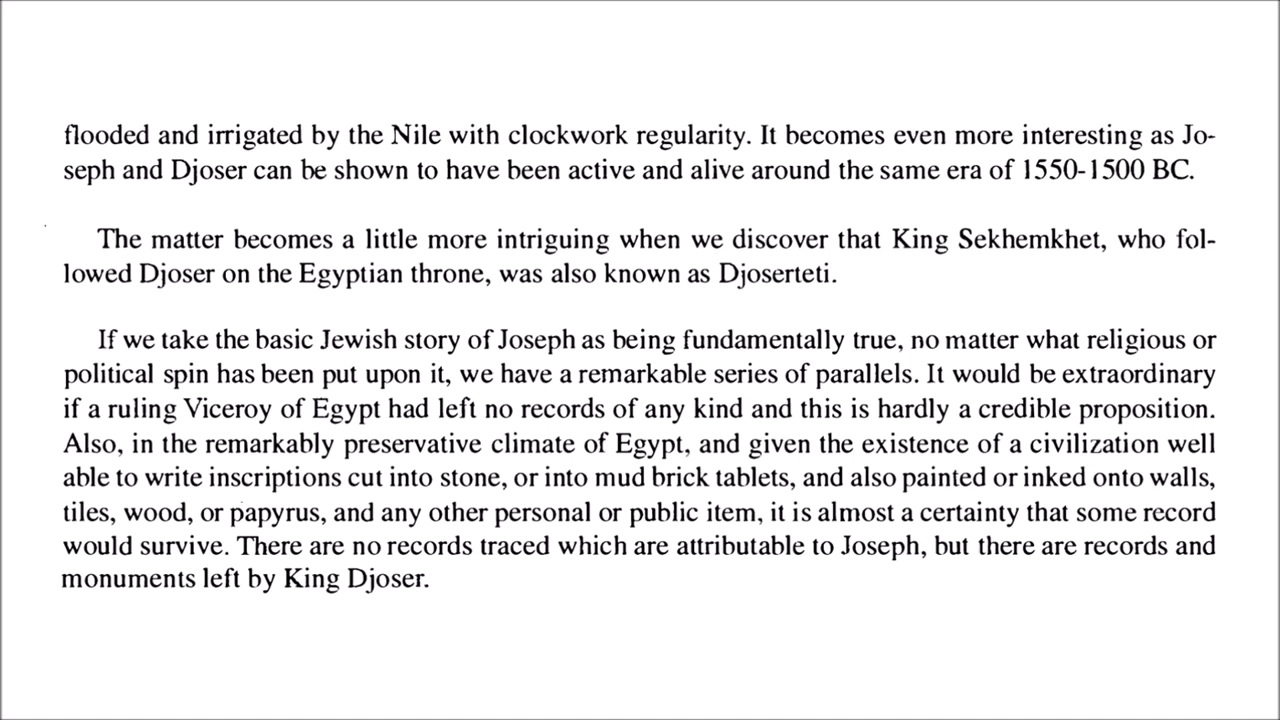 flooded and irrigated by the Nile with clockwork regularity. It becomes even more interesting as Jo-
seph and Djoser can be shown to have been active and alive around the same era of 1550-1500 BC.
The matter becomes a little more intriguing when we discover that King Sekhemkhet, who fol-
lowed Djoser on the Egyptian throne, was also known as Djoserteti.
If we take the basic Jewish story of Joseph as being fundamentally true, no matter what religious or
political spin has been put upon it, we have a remarkable series of parallels. It would be extraordinary
if a ruling Viceroy of Egypt had left no records of any kind and this is hardly a credible proposition.
Also, in the remarkably preservative climate of Egypt, and given the existence of a civilization well
able to write inscriptions cut into stone, or into mud brick tablets, and also painted or inked onto walls,
tiles, wood, or papyrus, and any other personal or public item, it is almost a certainty that some record
would survive. There are no records traced which are attributable to Joseph, but there are records and
monuments left by King Djoser.